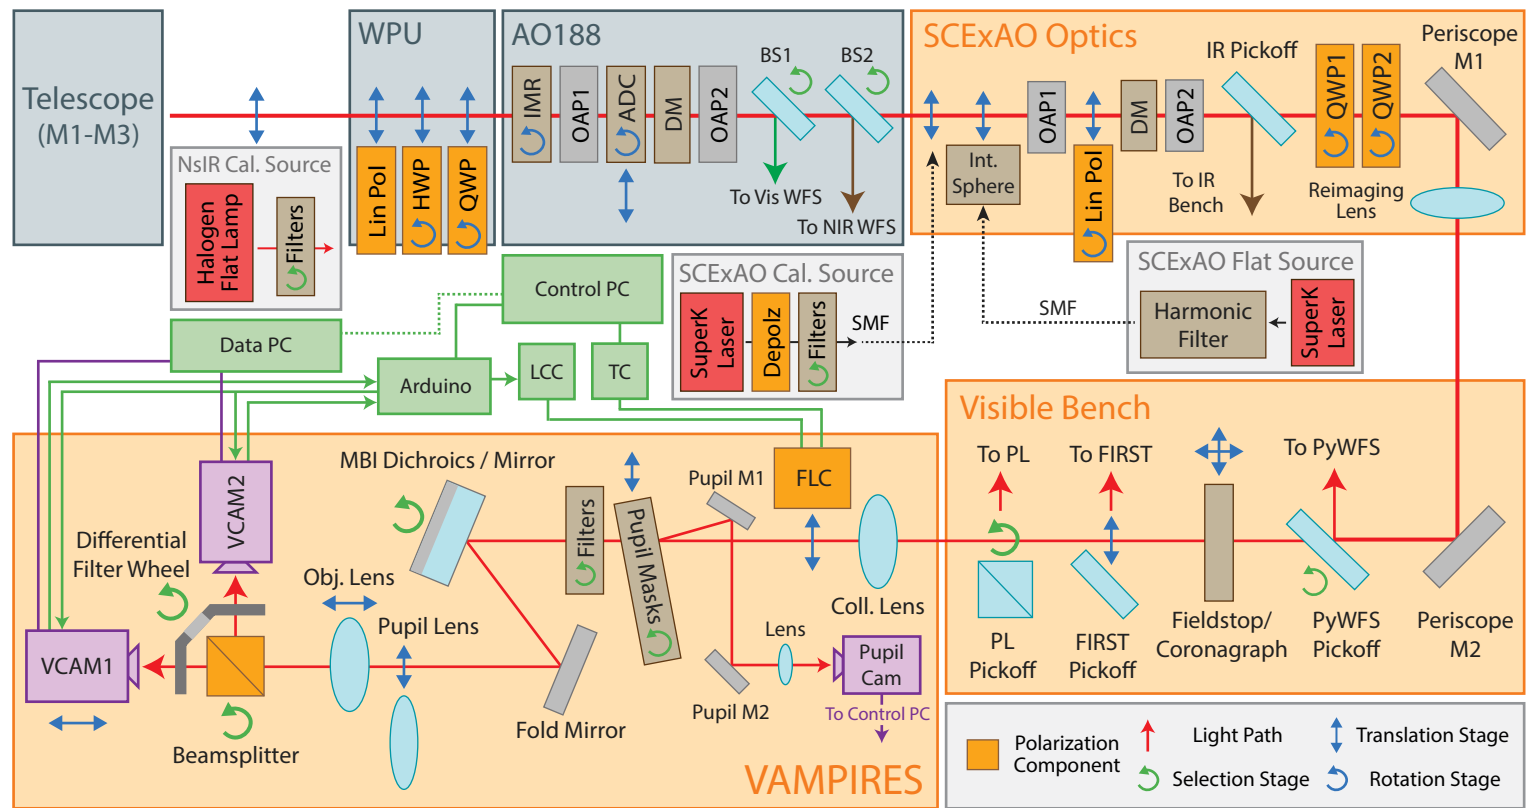 Telescope
(M1-M3)
NsIR Cal. Source
Halogen
Flat Lamp
Filters
WPU
Lin Pol
HWP
QWP
AO188
IMR
OAP1
ADC
DM
OAP2
BS1
BS2
To Vis WFS
To NIR WFS
SCExAO Optics
Int.
Sphere
OAP1
Lin Pol
DM
OAP2
IR Pickoff
To IR
Bench
QWP1
QWP2
Periscope
M1
Reimaging
Lens
SCExAO Cal. Source
SuperK
Laser
Depolz
Filters
SMF
SCExAO Flat Source
SMF
Harmonic
Filter
SuperK
Laser
Control PC
Data PC
Arduino
LCC
TC
Visible Bench
To PL
To FIRST
To PyWFS
PL
Pickoff
FIRST
Pickoff
Fieldstop/
Coronagraph
PyWFS
Pickoff
Periscope
M2
MBI Dichroics / Mirror
Filters
Pupil Masks
Pupil M1
FLC
Coll. Lens
VCAM2
Differential
Filter Wheel
Obj. Lens
Pupil Lens
VCAM1
Beamsplitter
Fold Mirror
Pupil M2
Lens
Pupil
Cam
To Control PC
VAMPIRES
Polarization
Component
Light Path
Selection Stage
Translation Stage
Rotation Stage